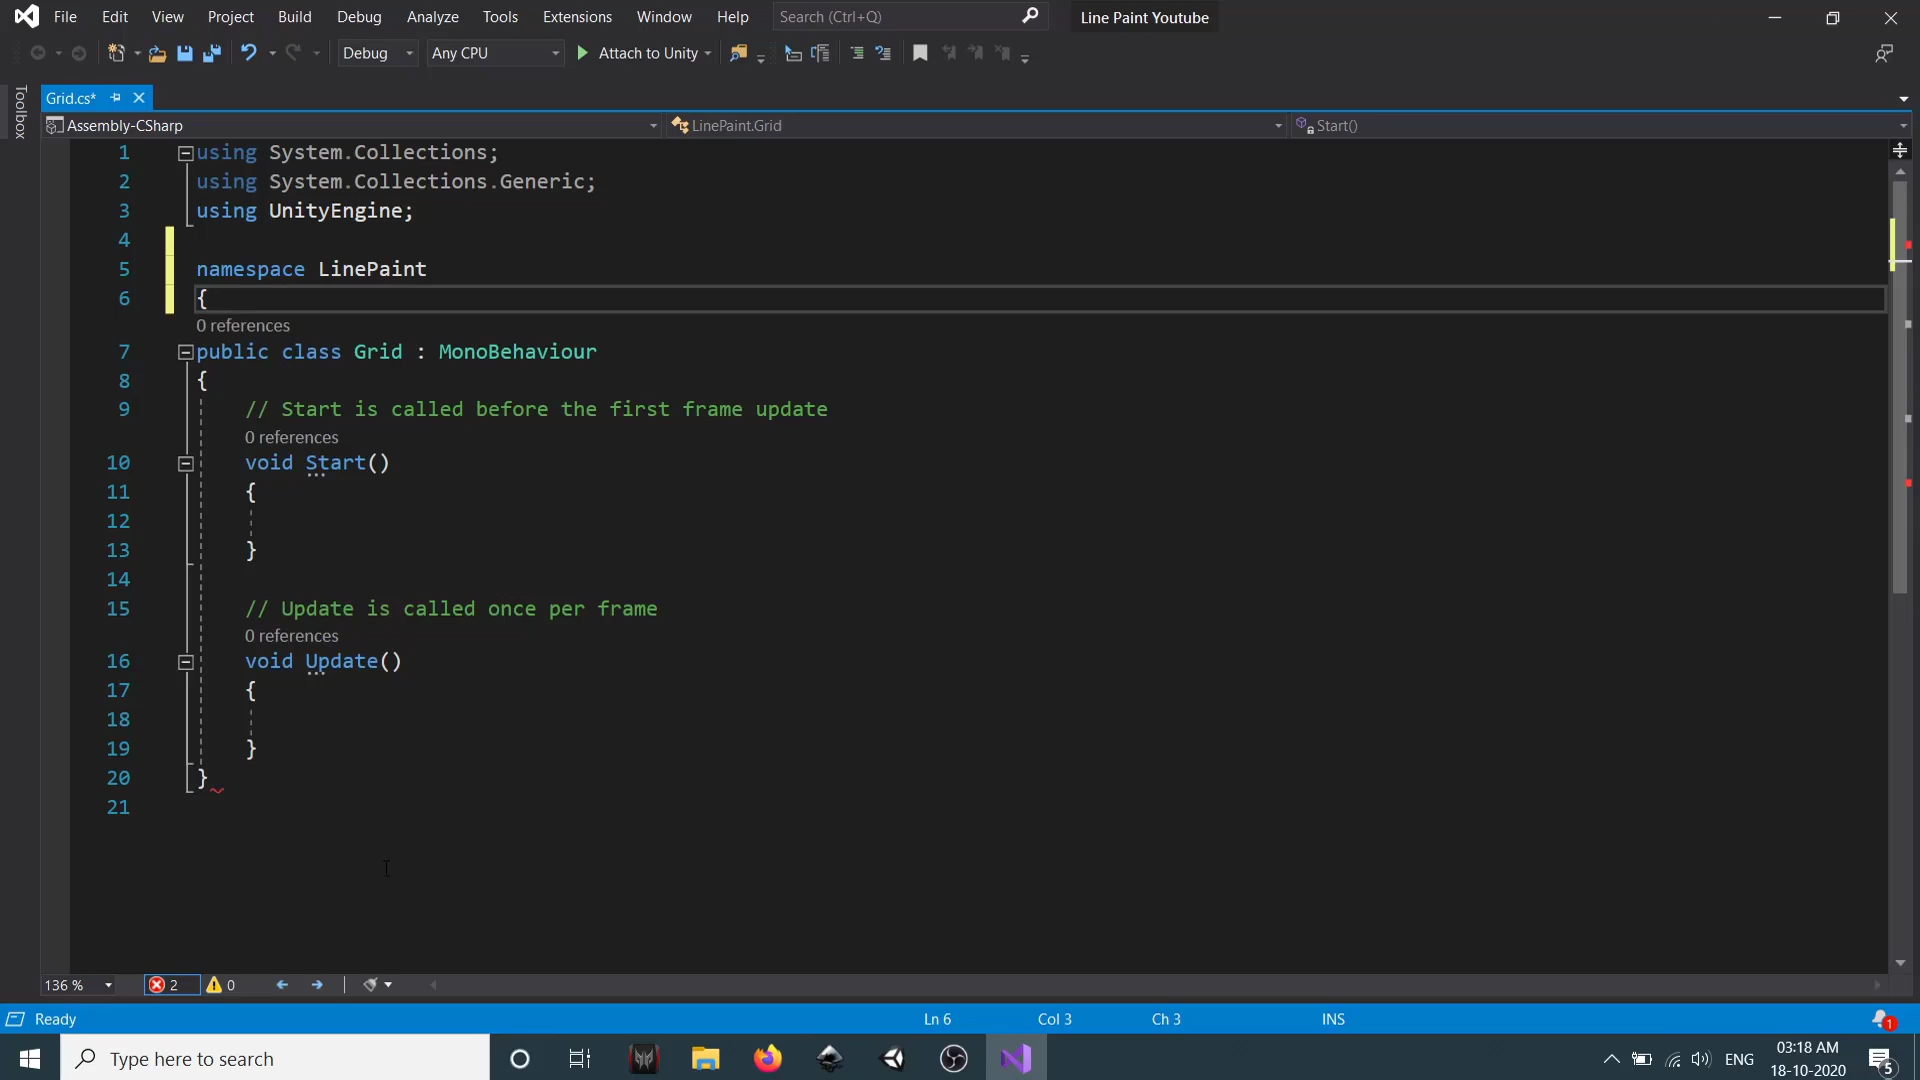 File Edit View Project Build Debug Analyze Tools Extensions Window Help Search (Ctrl+Q) Line Paint Youtube
Debug Any CPU Attach to Unity
Toolbox
Grid.cs*
Assembly-CSharp LinePaint.Grid Start()
1 using System.Collections;
2 using System.Collections.Generic;
3 using UnityEngine;
4
5 namespace LinePaint
6 {
0 references
7 public class Grid : MonoBehaviour
8 {
9 // Start is called before the first frame update
0 references
10 void Start()
11 {
12
13 }
14
15 // Update is called once per frame
0 references
16 void Update()
17 {
18
19 }
20 }
21
136 % 2 0
Ready Ln 6 Col 3 Ch 3 INS 1
Type here to search ENG 03:18 AM
18-10-2020 5